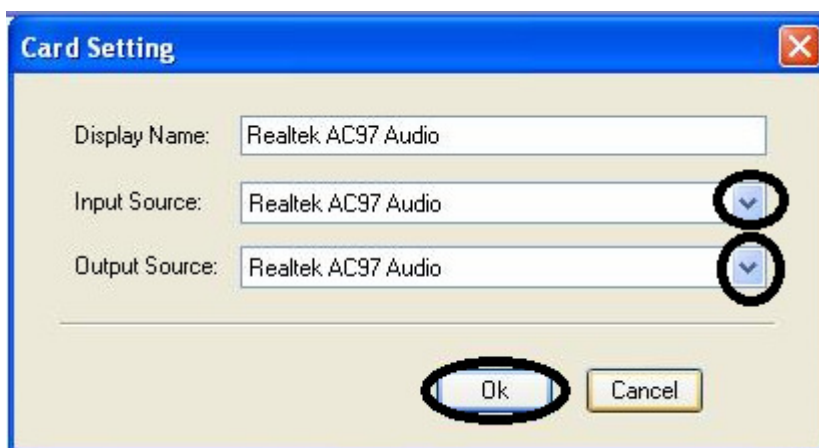 Card Setting
Display Name: Realtek AC97 Audio
Input Source: Realtek AC97 Audio
Output Source: Realtek AC97 Audio
Ok Cancel